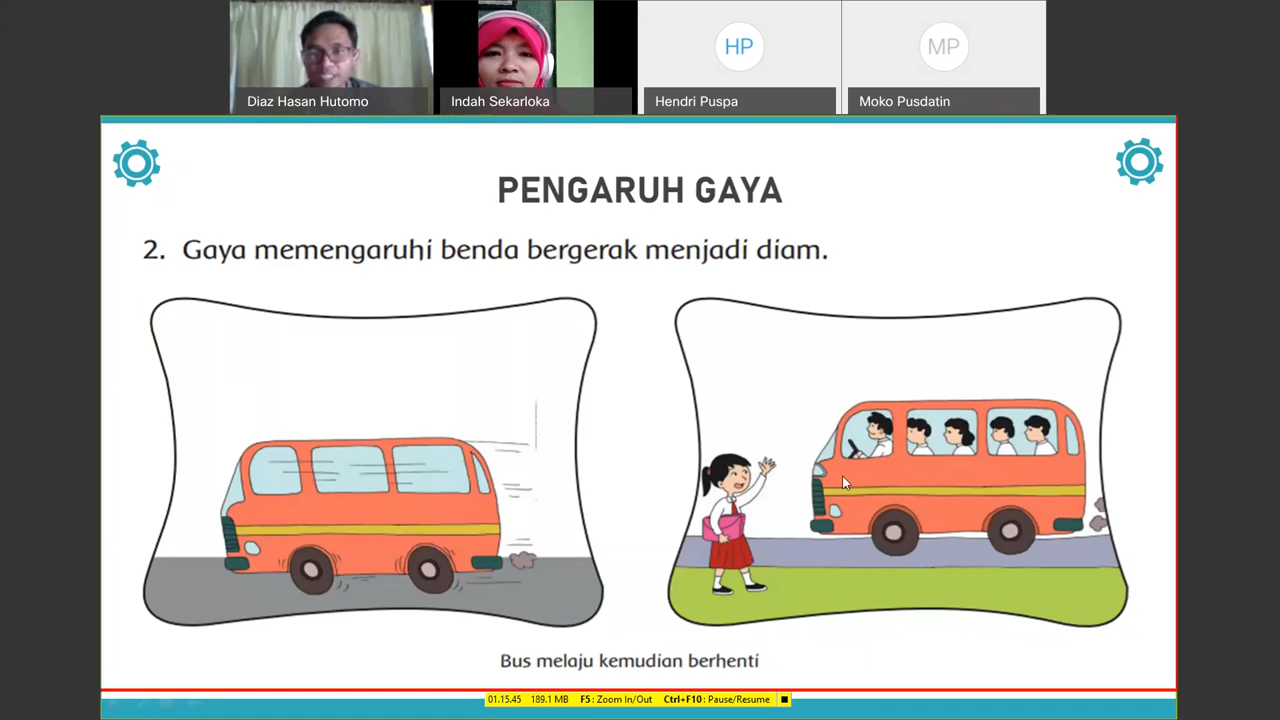 HP
MP
Diaz Hasan Hutomo
Indah Sekarloka
Hendri Puspa
Moko Pusdatin
PENGARUH GAYA
2. Gaya memengaruhi benda bergerak menjadi diam.
Bus melaju kemudian berhenti
01.15.45 189.1 MB F5: Zoom In/Out Ctrl+F10: Pause/Resume